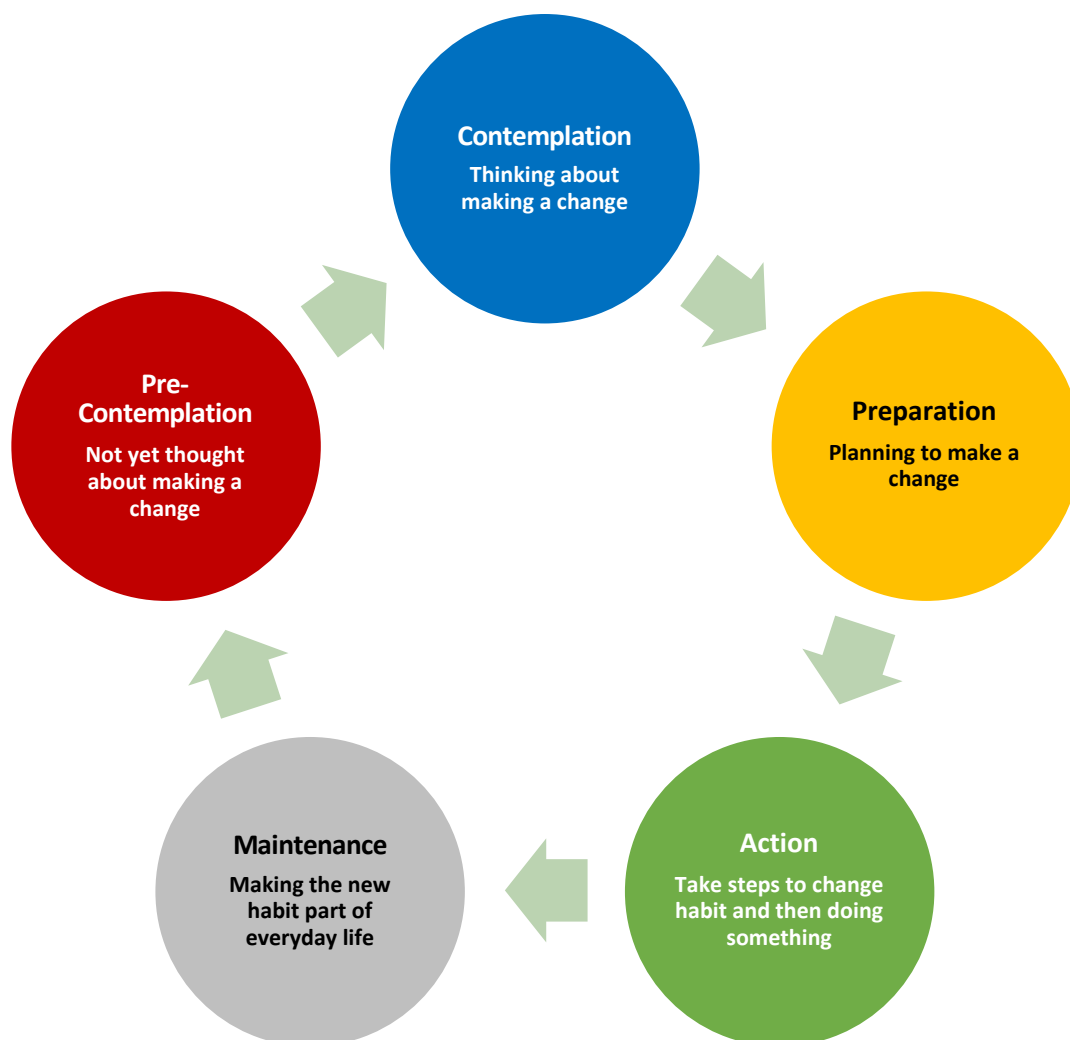 Contemplation
Thinking about
making a change
Pre-
Contemplation
Not yet thought
about making a
change
Preparation
Planning to make a
change
Maintenance
Making the new
habit part of
everyday life
Action
Take steps to change
habit and then doing
something